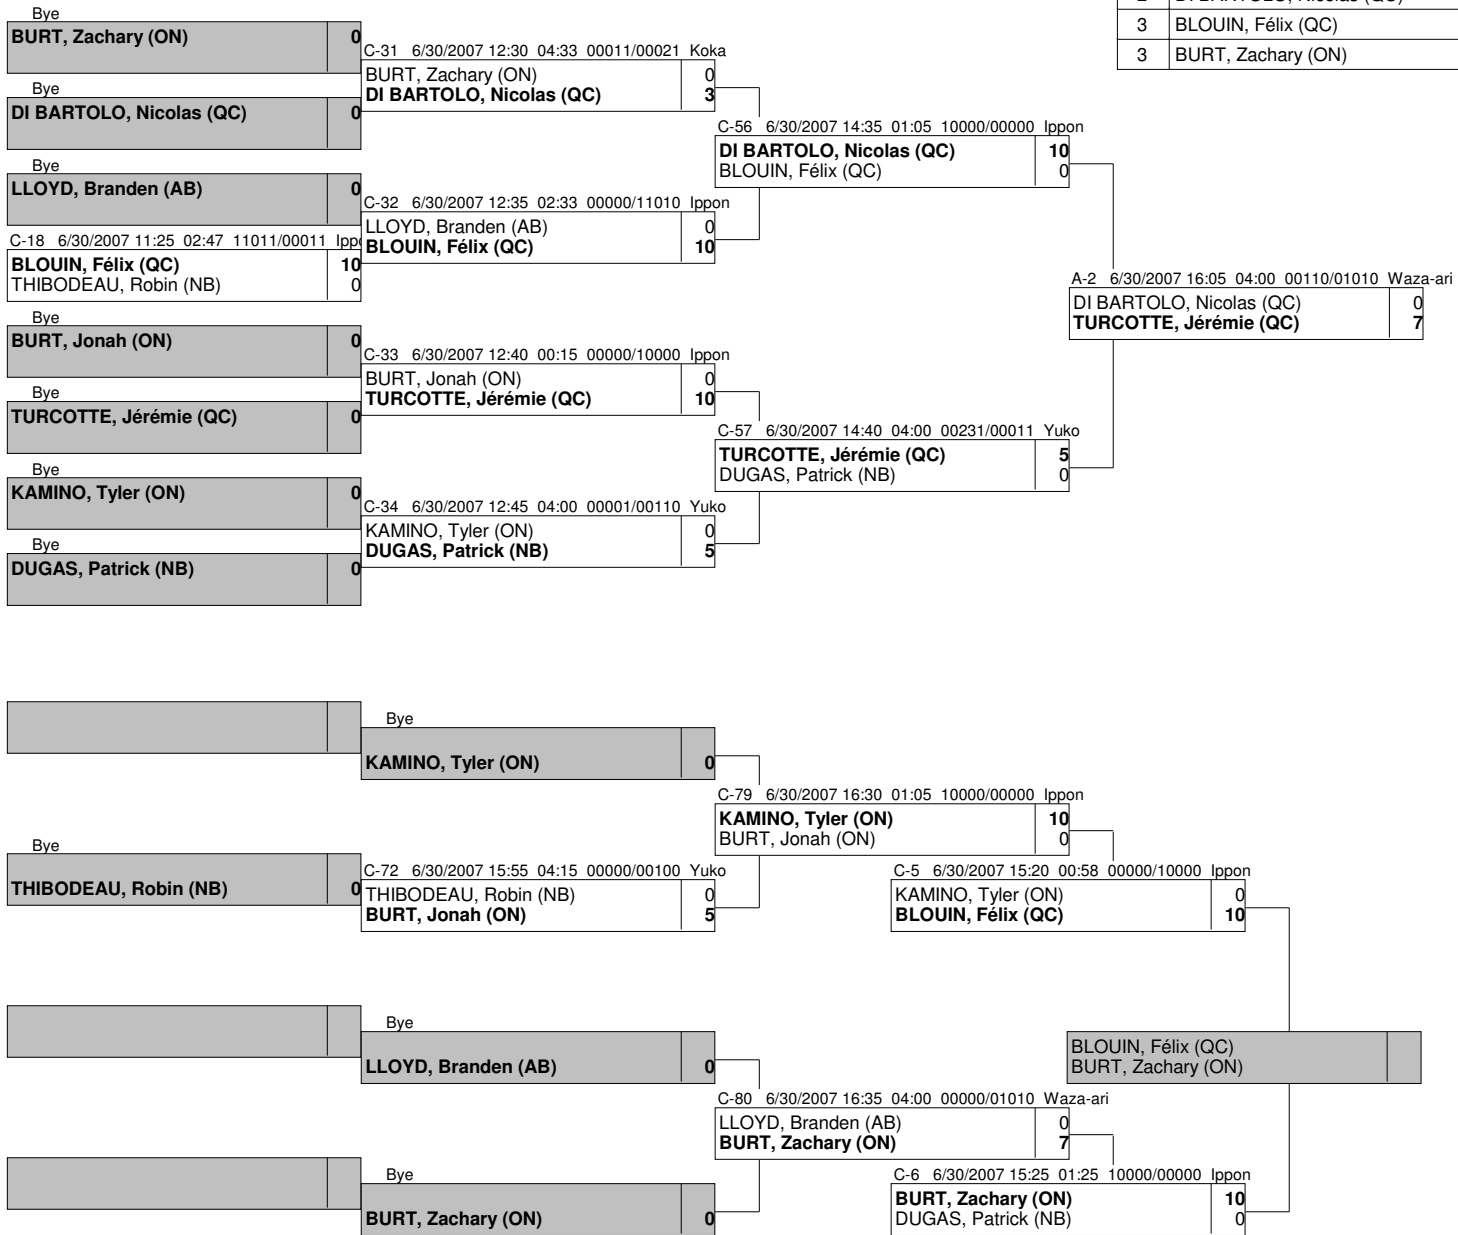 2 DI BARTOLO, Nicolas (QC)
3 BLOUIN, Félix (QC)
3 BURT, Zachary (ON)
Bye
BURT, Zachary (ON) 0
Bye
DI BARTOLO, Nicolas (QC) 0
Bye
LLOYD, Branden (AB) 0
C-18 6/30/2007 11:25 02:47 11011/00011 Ippo
BLOUIN, Félix (QC) 10
THIBODEAU, Robin (NB) 0
Bye
BURT, Jonah (ON) 0
Bye
TURCOTTE, Jérémie (QC) 0
Bye
KAMINO, Tyler (ON) 0
Bye
DUGAS, Patrick (NB) 0
C-31 6/30/2007 12:30 04:33 00011/00021 Koka
BURT, Zachary (ON) 0
DI BARTOLO, Nicolas (QC) 3
C-32 6/30/2007 12:35 02:33 00000/11010 Ippon
LLOYD, Branden (AB) 0
BLOUIN, Félix (QC) 10
C-33 6/30/2007 12:40 00:15 00000/10000 Ippon
BURT, Jonah (ON) 0
TURCOTTE, Jérémie (QC) 10
C-34 6/30/2007 12:45 04:00 00001/00110 Yuko
KAMINO, Tyler (ON) 0
DUGAS, Patrick (NB) 5
C-56 6/30/2007 14:35 01:05 10000/00000 Ippon
DI BARTOLO, Nicolas (QC) 10
BLOUIN, Félix (QC) 0
C-57 6/30/2007 14:40 04:00 00231/00011 Yuko
TURCOTTE, Jérémie (QC) 5
DUGAS, Patrick (NB) 0
A-2 6/30/2007 16:05 04:00 00110/01010 Waza-ari
DI BARTOLO, Nicolas (QC) 0
TURCOTTE, Jérémie (QC) 7
Bye
KAMINO, Tyler (ON) 0
Bye
THIBODEAU, Robin (NB) 0
C-72 6/30/2007 15:55 04:15 00000/00100 Yuko
THIBODEAU, Robin (NB) 0
BURT, Jonah (ON) 5
C-79 6/30/2007 16:30 01:05 10000/00000 Ippon
KAMINO, Tyler (ON) 10
BURT, Jonah (ON) 0
C-5 6/30/2007 15:20 00:58 00000/10000 Ippon
KAMINO, Tyler (ON) 0
BLOUIN, Félix (QC) 10
Bye
LLOYD, Branden (AB) 0
Bye
BURT, Zachary (ON) 0
C-80 6/30/2007 16:35 04:00 00000/01010 Waza-ari
LLOYD, Branden (AB) 0
BURT, Zachary (ON) 7
C-6 6/30/2007 15:25 01:25 10000/00000 Ippon
BURT, Zachary (ON) 10
DUGAS, Patrick (NB) 0
BLOUIN, Félix (QC)
BURT, Zachary (ON)